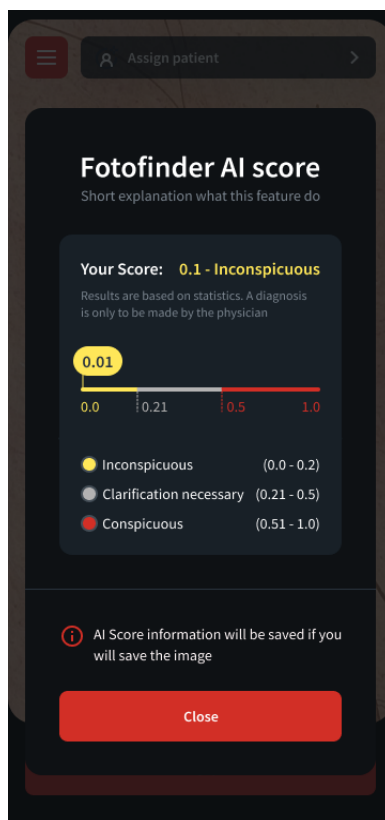 Assign patient
Fotofinder AI score
Short explanation what this feature do
Your Score: 0.1 - Inconspicuous
Results are based on statistics. A diagnosis
is only to be made by the physician
0.01
0.0 0.21 0.5 1.0
Inconspicuous (0.0 - 0.2)
Clarification necessary (0.21 - 0.5)
Conspicuous (0.51 - 1.0)
AI Score information will be saved if you
will save the image
Close